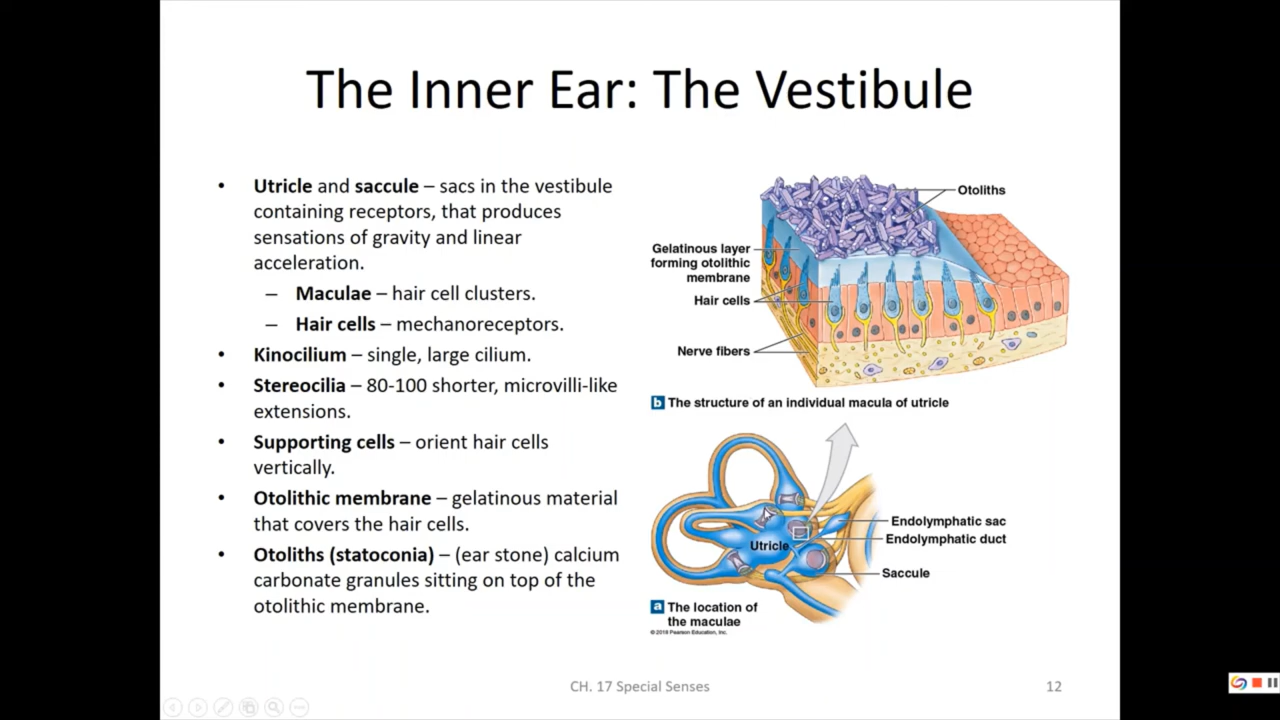 The Inner Ear: The Vestibule
• Utricle and saccule – sacs in the vestibule
containing receptors, that produces
sensations of gravity and linear
acceleration.
– Maculae – hair cell clusters.
– Hair cells – mechanoreceptors.
• Kinocilium – single, large cilium.
• Stereocilia – 80-100 shorter, microvilli-like
extensions.
• Supporting cells – orient hair cells
vertically.
• Otolithic membrane – gelatinous material
that covers the hair cells.
• Otoliths (statoconia) – (ear stone) calcium
carbonate granules sitting on top of the
otolithic membrane.
Otoliths
Gelatinous layer
forming otolithic
membrane
Hair cells
Nerve fibers
b The structure of an individual macula of utricle
Endolymphatic sac
Endolymphatic duct
Utricle
Saccule
a The location of
the maculae
© 2018 Pearson Education, Inc.
CH. 17 Special Senses
12